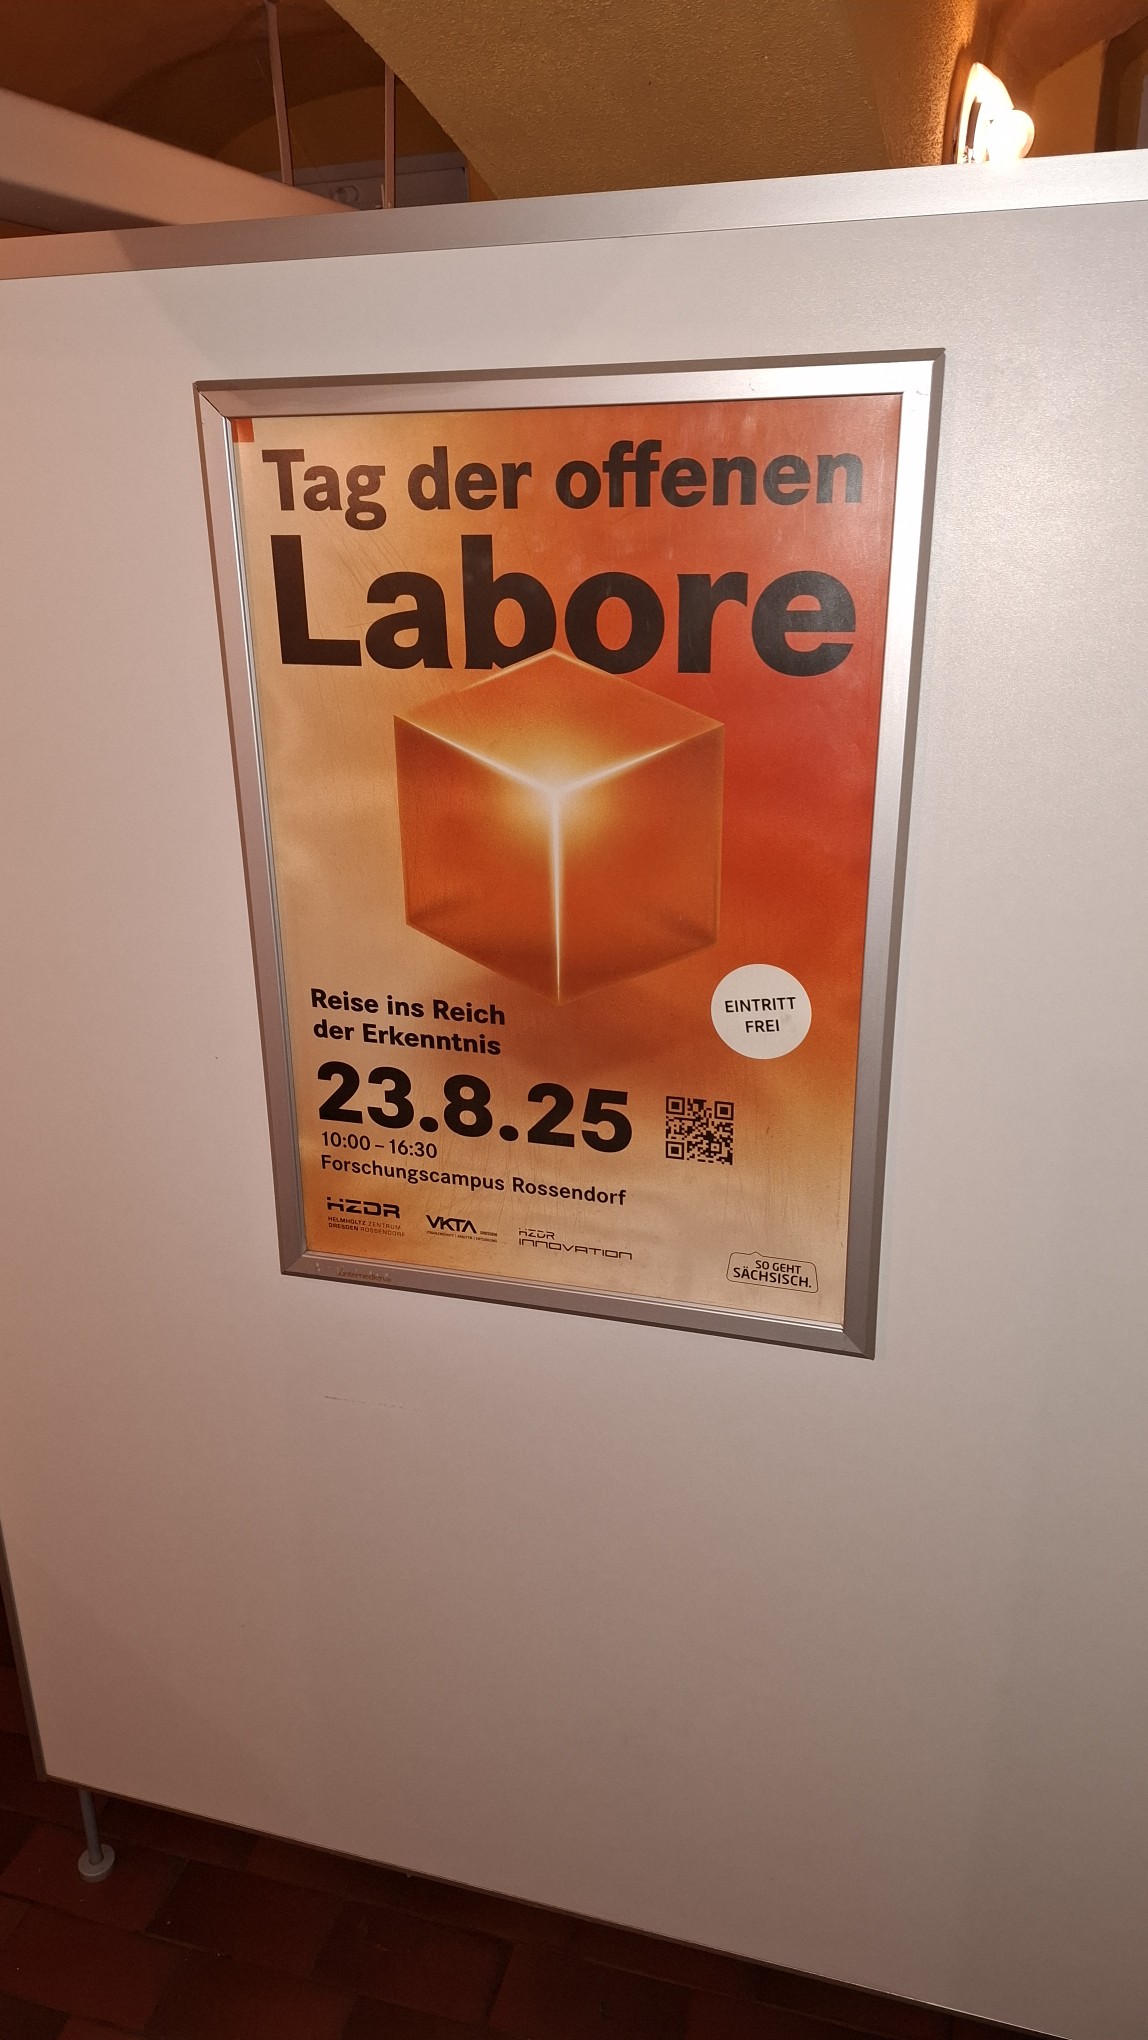 Tag der offenen
Labore
Reise ins Reich
der Erkenntnis
EINTRITT
FREI
23.8.25
10:00 – 16:30
Forschungscampus Rossendorf
HZDR
HELMHOLTZ ZENTRUM
DRESDEN ROSSENDORF
VKTA DRESDEN
HZDR
INNOVATION
SO GEHT
SÄCHSISCH.